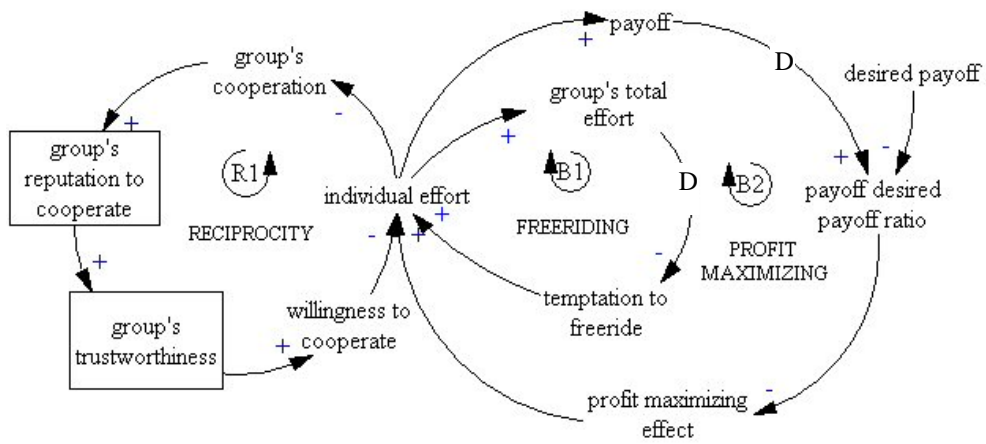 payoff
+
D
group's
cooperation
-
+
group's total
effort
+
desired payoff
-
+
group's
reputation to
cooperate
R1
RECIPROCITY
individual effort
B1
FREERIDING
D
B2
PROFIT
MAXIMIZING
payoff desired
payoff ratio
+
-
+
+
-
temptation to
freeride
group's
trustworthiness
+
willingness to
cooperate
-
profit maximizing
effect